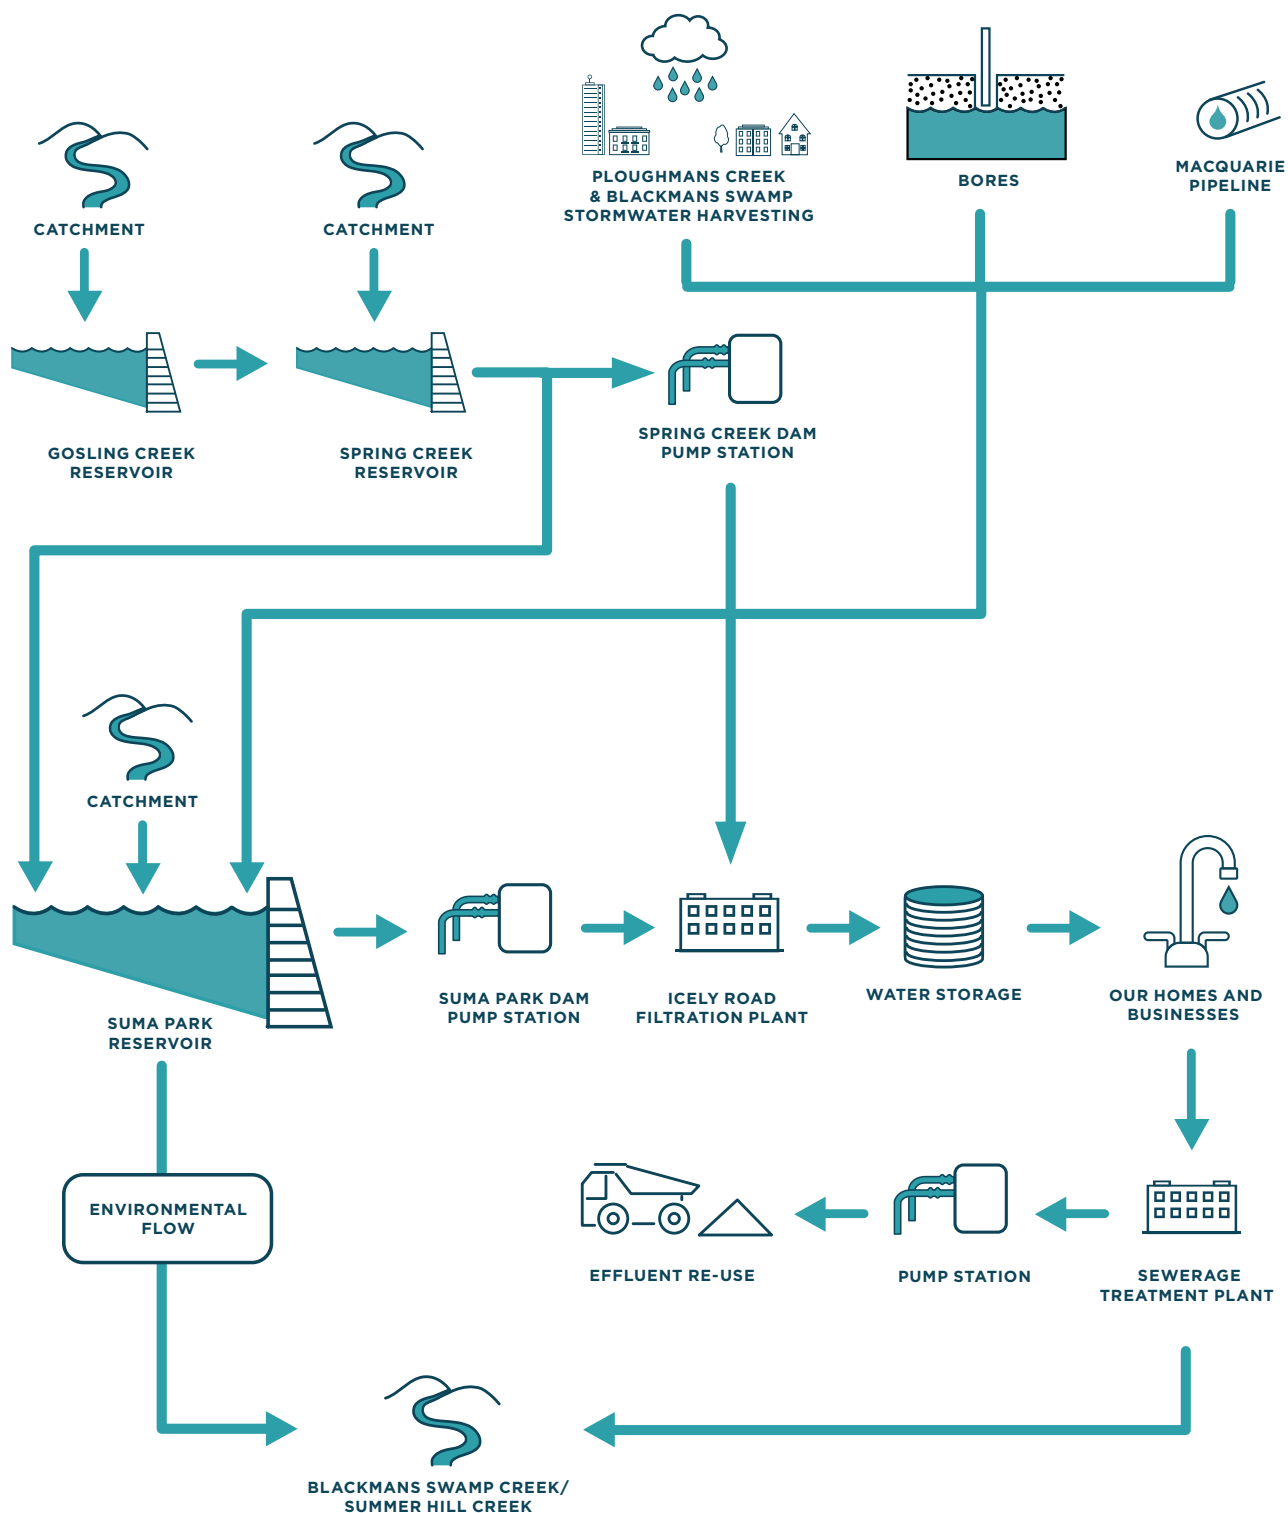 PLOUGHMANS CREEK
& BLACKMANS SWAMP
STORMWATER HARVESTING
BORES
MACQUARIE
PIPELINE
CATCHMENT
CATCHMENT
GOSLING CREEK
RESERVOIR
SPRING CREEK
RESERVOIR
SPRING CREEK DAM
PUMP STATION
CATCHMENT
SUMA PARK
RESERVOIR
SUMA PARK DAM
PUMP STATION
ICELY ROAD
FILTRATION PLANT
WATER STORAGE
OUR HOMES AND
BUSINESSES
ENVIRONMENTAL
FLOW
EFFLUENT RE-USE
PUMP STATION
SEWERAGE
TREATMENT PLANT
BLACKMANS SWAMP CREEK/
SUMMER HILL CREEK